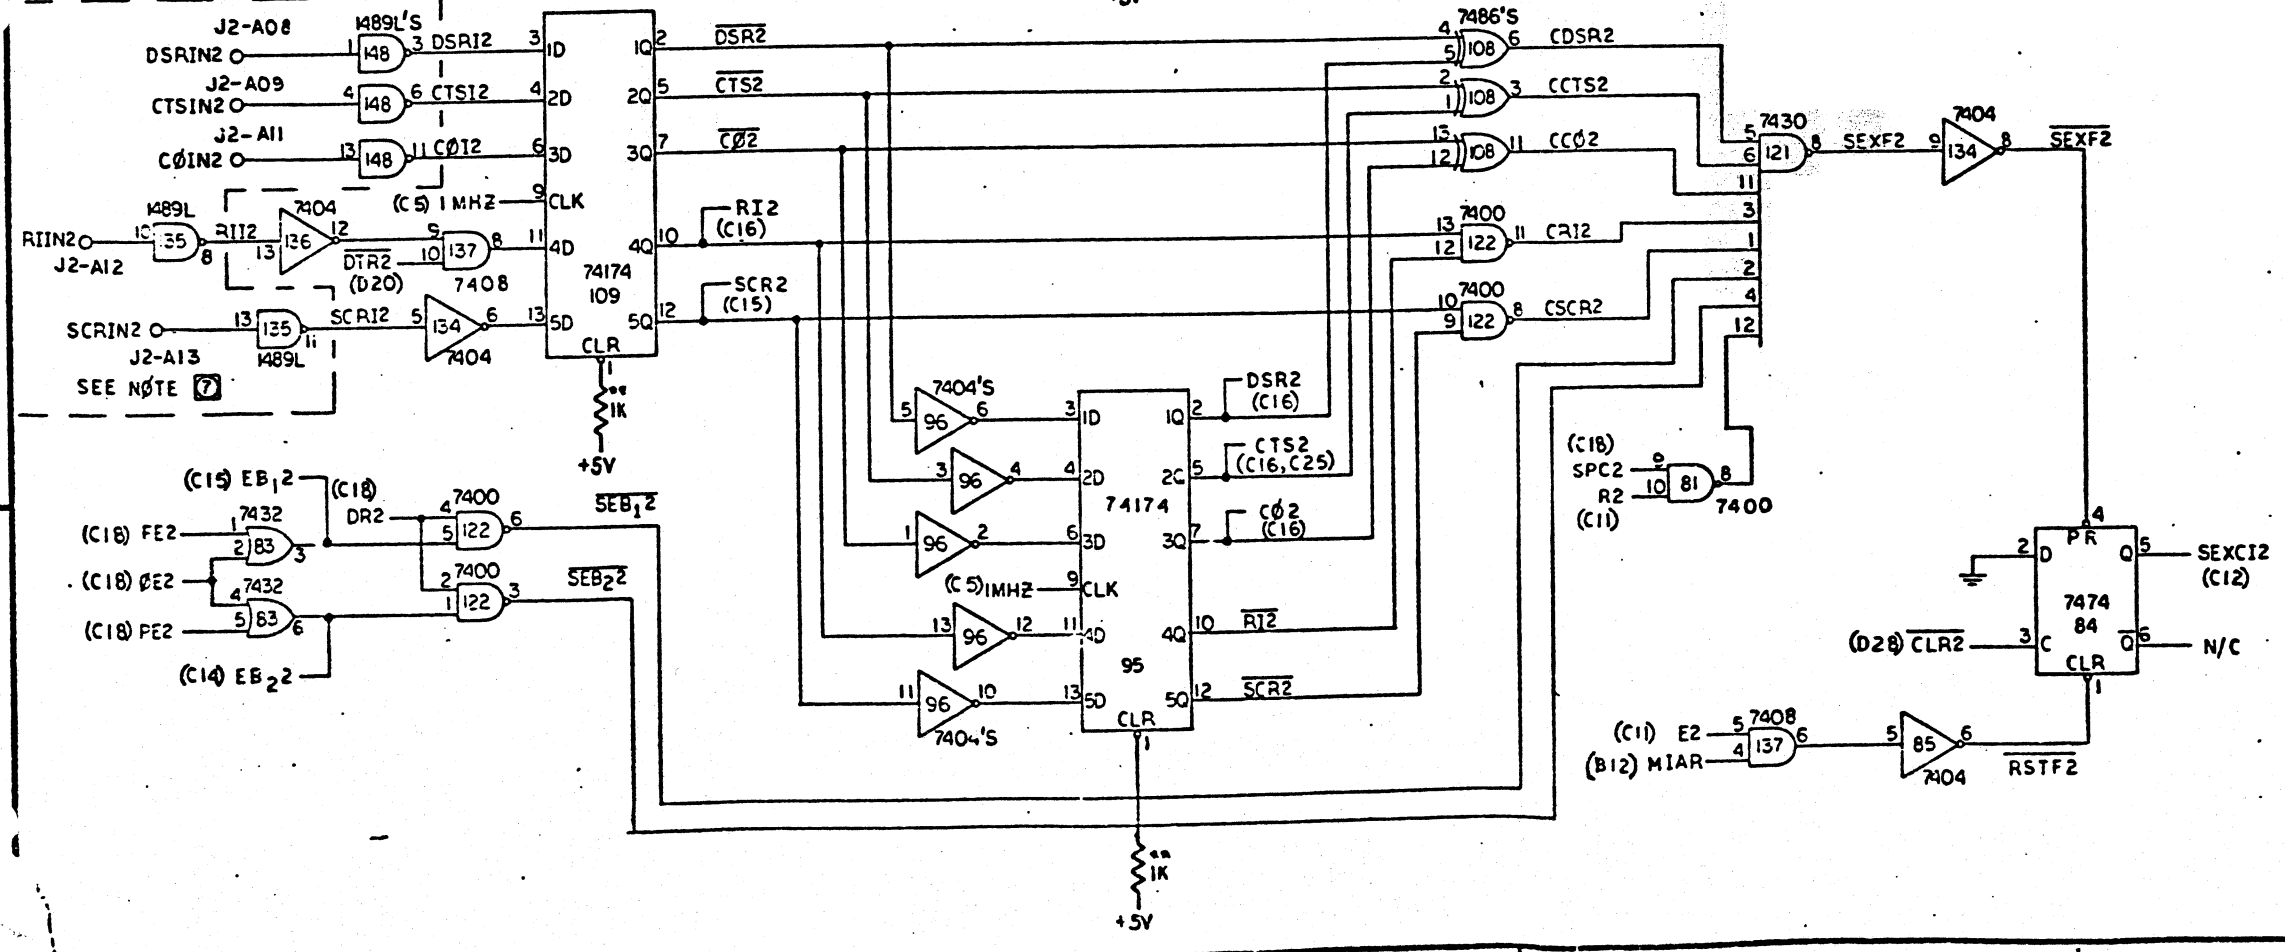 J2-A08
1489L'S
DSRIN2 1 148 3 DSRI2 3 1D 1Q 2 DSR2
J2-A09
CTSIN2 4 148 6 CTSI2 4 2D 2Q 5 CTS2
J2-A11
CØIN2 13 148 11 CØI2 6 3D 3Q 7 CØ2
(C5) 1MHZ 9 CLK
1489L
RIIN2 10 135 8 RII2
J2-A12
7404
13 136 12
DTR2
(D20)
9 10 137 8
7408
11 4D 4Q 10
RI2
(C16)
74174
109
SCRIN2 13 135 11 SCRI2 5 134 6 13 5D 5Q 12
J2-A13
1489L
7404
SCR2
(C15)
SEE NØTE 7
CLR
1
**
1K
+5V
7486'S
4 5 108 6 CDSR2
2 1 108 3 CCTS2
13 12 108 11 CCØ2
7400
13 12 122 11 CRI2
7400
10 9 122 8 CSCR2
7430
5 6 121 8 SEXF2
11
3
1
2
4
12
7404
9 134 8 SEXF2
7404'S
5 96 6 3 1D 1Q 2
DSR2
(C16)
3 96 4 4 2D 2Q 5
CTS2
(C16, C25)
74174
1 96 2 6 3D 3Q 7
CØ2
(C16)
(C5) 1MHZ 9 CLK
13 96 12 11 4D 4Q 10 RI2
95
11 96 10 13 5D 5Q 12 SCR2
7404'S
CLR
1
**
1K
+5V
(C15) EB12
(C18)
DR2
7400
4 5 122 6 SEB12
(C18) FE2
7432
1 2 83 3
(C18) ØE2
7432
4 5 83 6
(C18) PE2
(C14) EB22
7400
2 1 122 3 SEB22
(C18)
SPC2 9
R2 10
(C11)
81 8
7400
4
PR
2 D Q 5 SEXCI2
(C12)
7474
84
(D28) CLR2 3 C Q 6 N/C
CLR
1
(C11) E2 5
(B12) MIAR 4
7408
137 6
5 85 6
7404
RSTF2